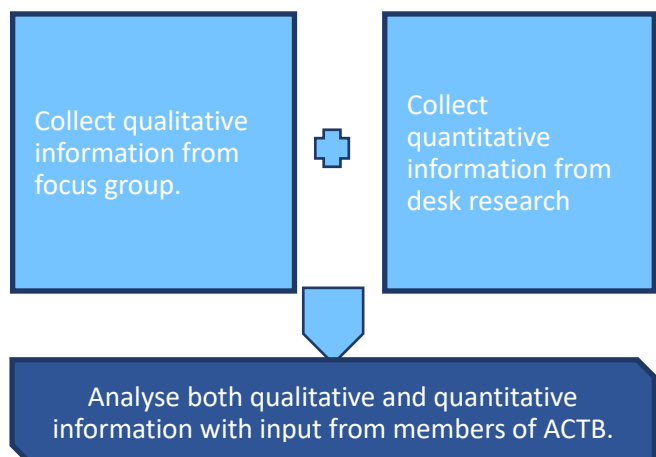 Collect qualitative
information from
focus group.
Collect
quantitative
information from
desk research
Analyse both qualitative and quantitative
information with input from members of ACTB.